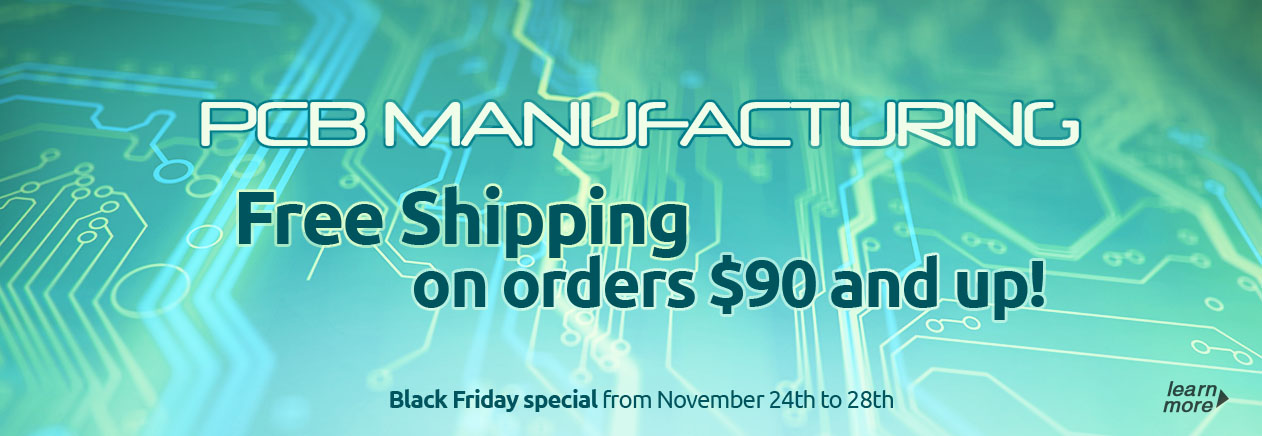 PCB MANUFACTURING
Free Shipping
on orders $90 and up!
Black Friday special from November 24th to 28th
learn
more